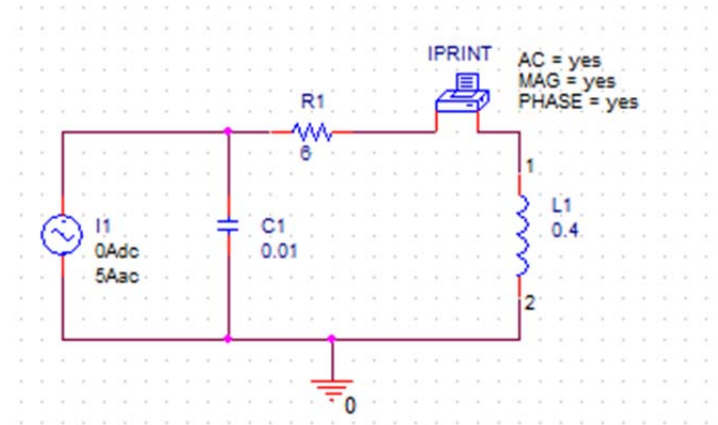 IPRINT
AC = yes
MAG = yes
PHASE = yes
R1
6
1
I1
0Adc
5Aac
C1
0.01
L1
0.4
2
0